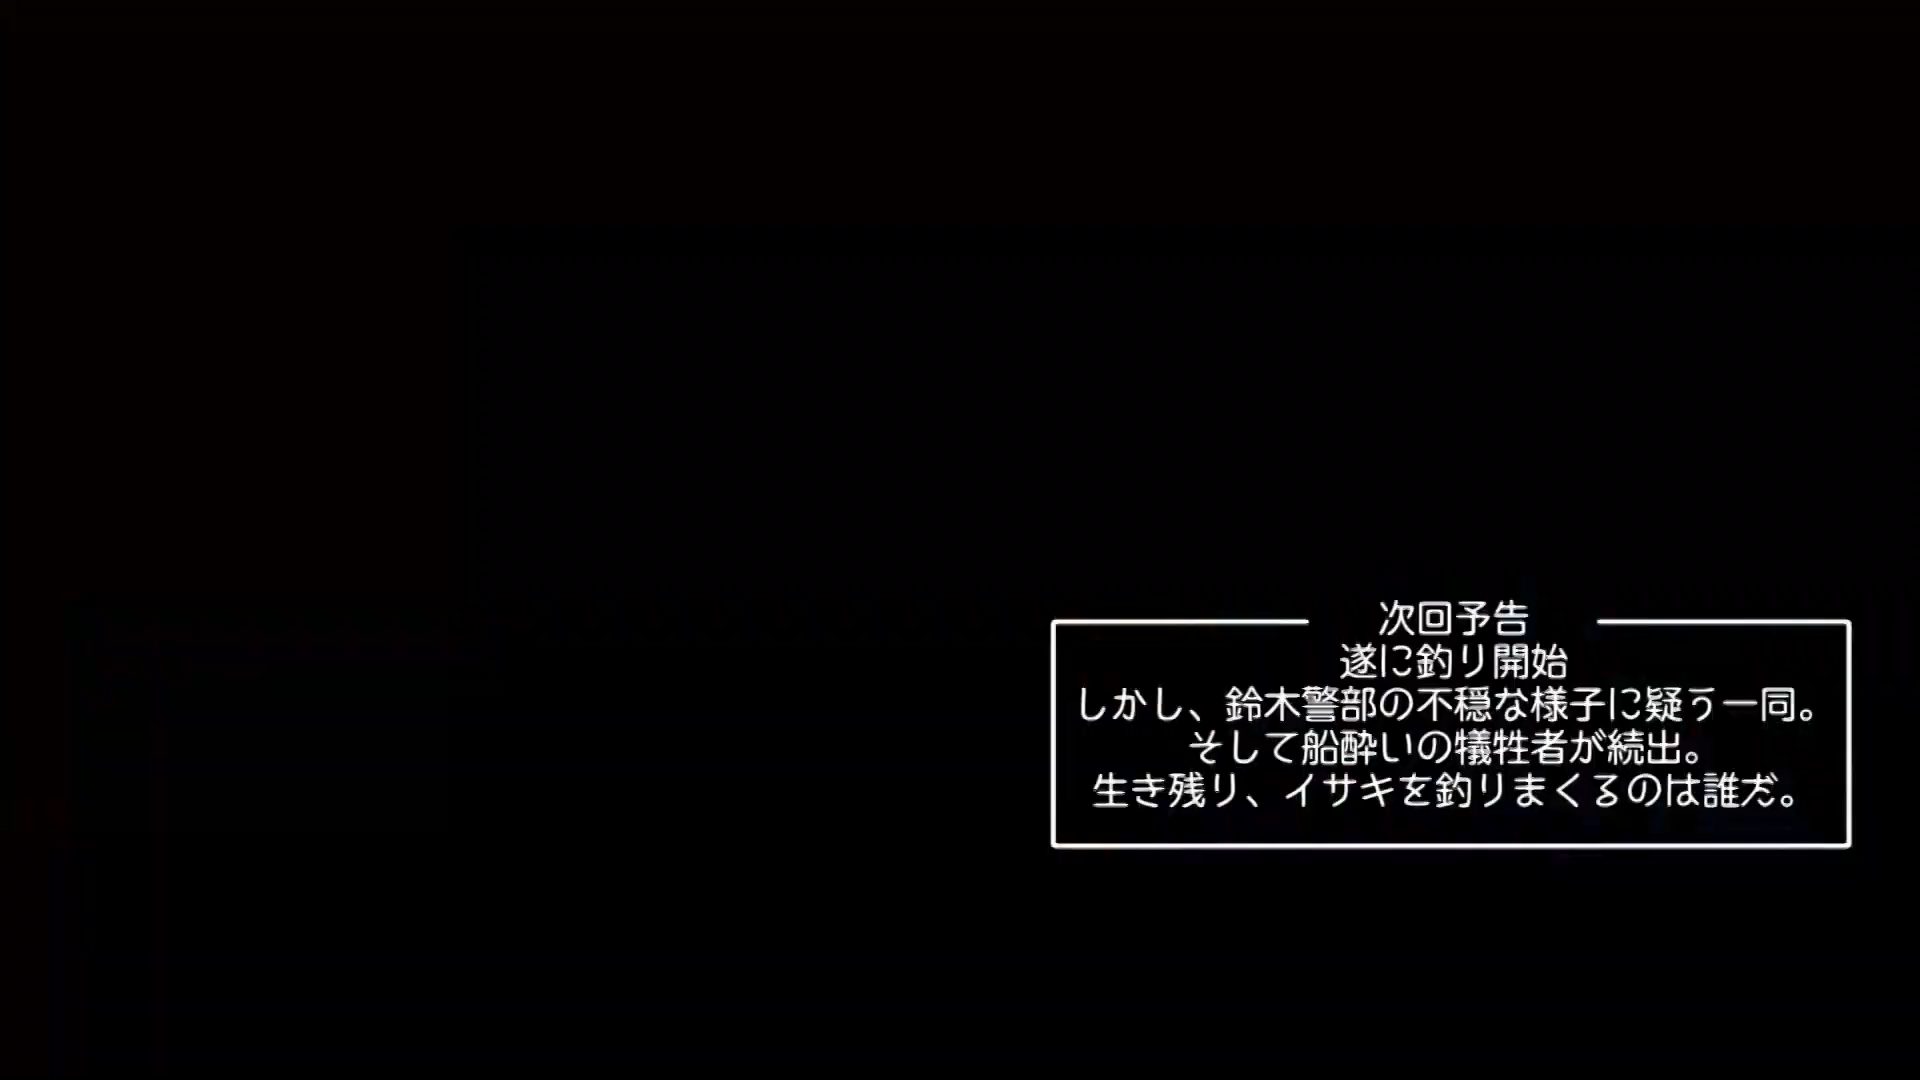 次回予告
遂に釣り開始
しかし、鈴木警部の不穏な様子に疑う一同。
そして船酔いの犠牲者が続出。
生き残り、イサキを釣りまくるのは誰だ。